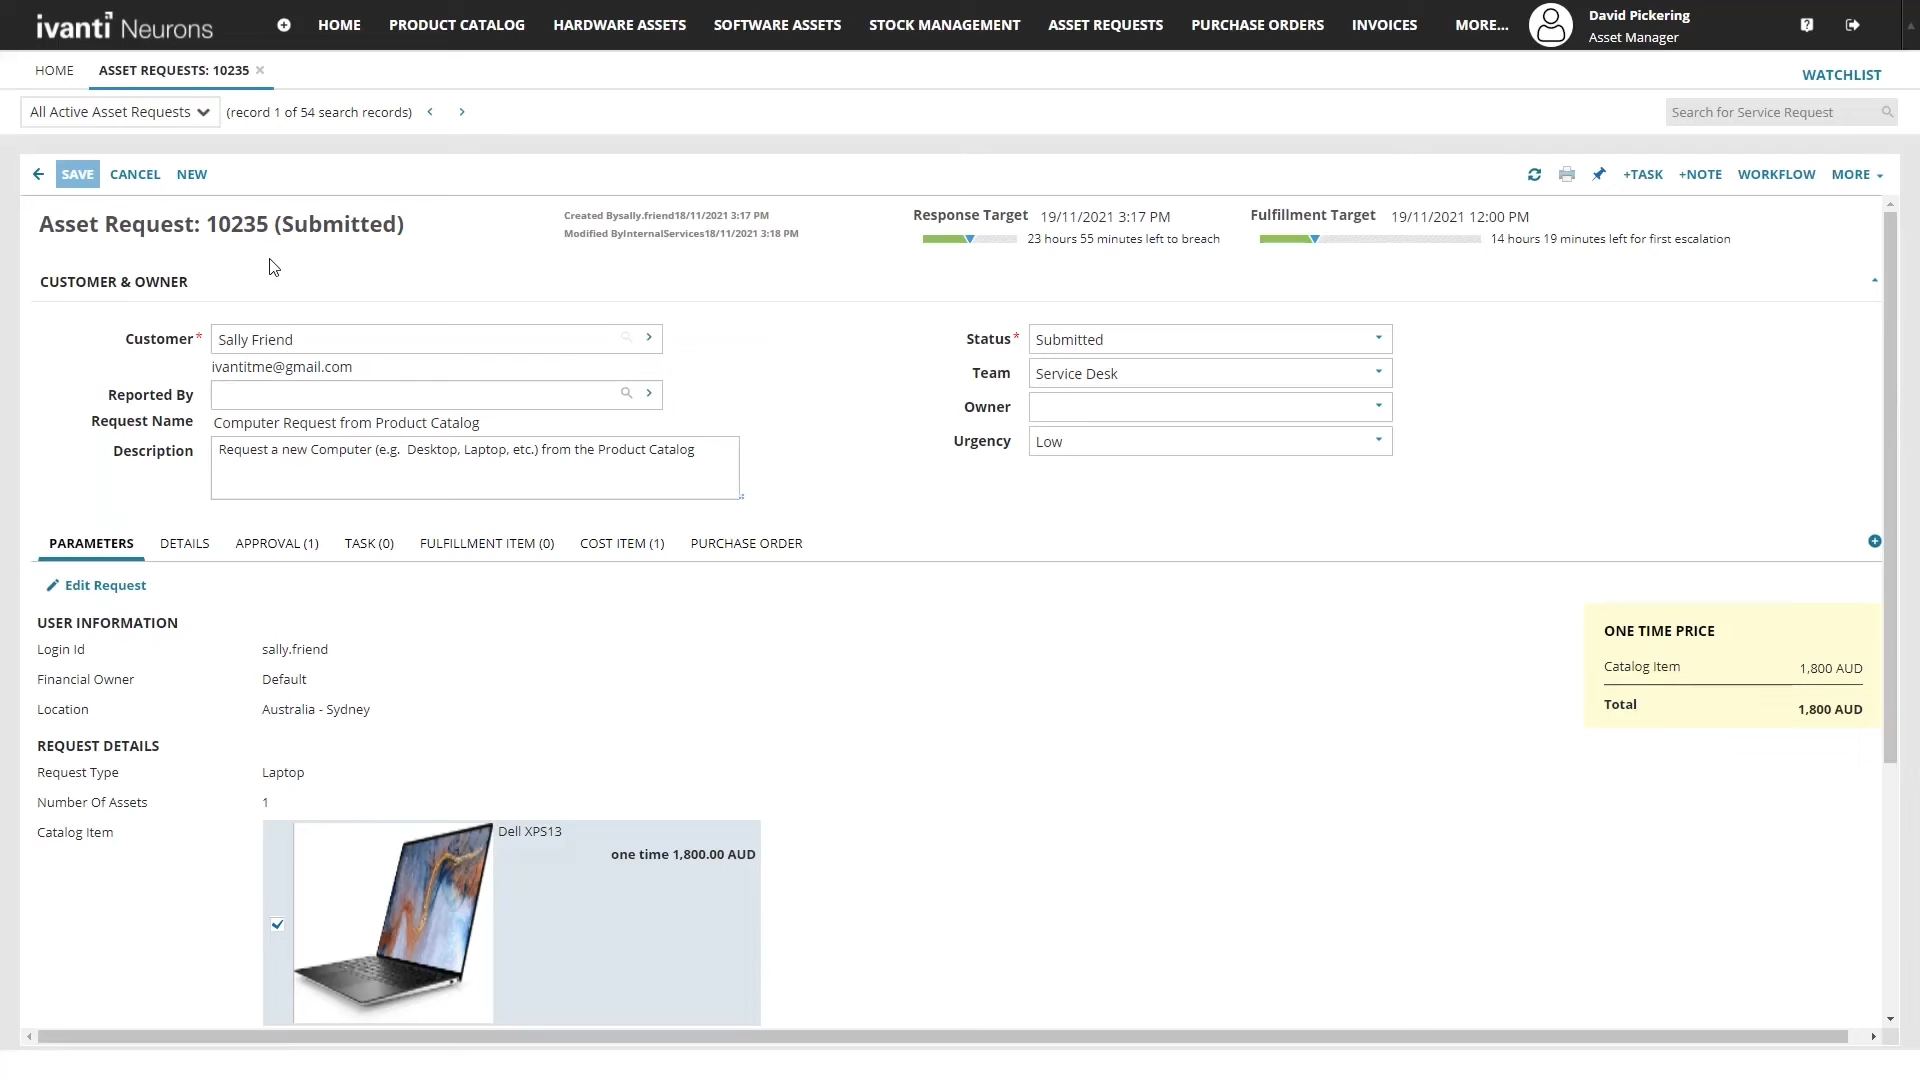 ivanti Neurons
HOME
PRODUCT CATALOG
HARDWARE ASSETS
SOFTWARE ASSETS
STOCK MANAGEMENT
ASSET REQUESTS
PURCHASE ORDERS
INVOICES
MORE...
David Pickering
Asset Manager
HOME
ASSET REQUESTS: 10235
WATCHLIST
All Active Asset Requests
(record 1 of 54 search records)
Search for Service Request
SAVE
CANCEL
NEW
+TASK
+NOTE
WORKFLOW
MORE
Asset Request: 10235 (Submitted)
Created Bysally.friend18/11/2021 3:17 PM
Modified ByInternalServices18/11/2021 3:18 PM
Response Target 19/11/2021 3:17 PM
23 hours 55 minutes left to breach
Fulfillment Target 19/11/2021 12:00 PM
14 hours 19 minutes left for first escalation
CUSTOMER & OWNER
Customer* Sally Friend
ivantitme@gmail.com
Reported By
Request Name Computer Request from Product Catalog
Description Request a new Computer (e.g. Desktop, Laptop, etc.) from the Product Catalog
Status* Submitted
Team Service Desk
Owner
Urgency Low
PARAMETERS
DETAILS
APPROVAL (1)
TASK (0)
FULFILLMENT ITEM (0)
COST ITEM (1)
PURCHASE ORDER
Edit Request
USER INFORMATION
Login Id sally.friend
Financial Owner Default
Location Australia - Sydney
REQUEST DETAILS
Request Type Laptop
Number Of Assets 1
Catalog Item
Dell XPS13
one time 1,800.00 AUD
ONE TIME PRICE
Catalog Item 1,800 AUD
Total 1,800 AUD